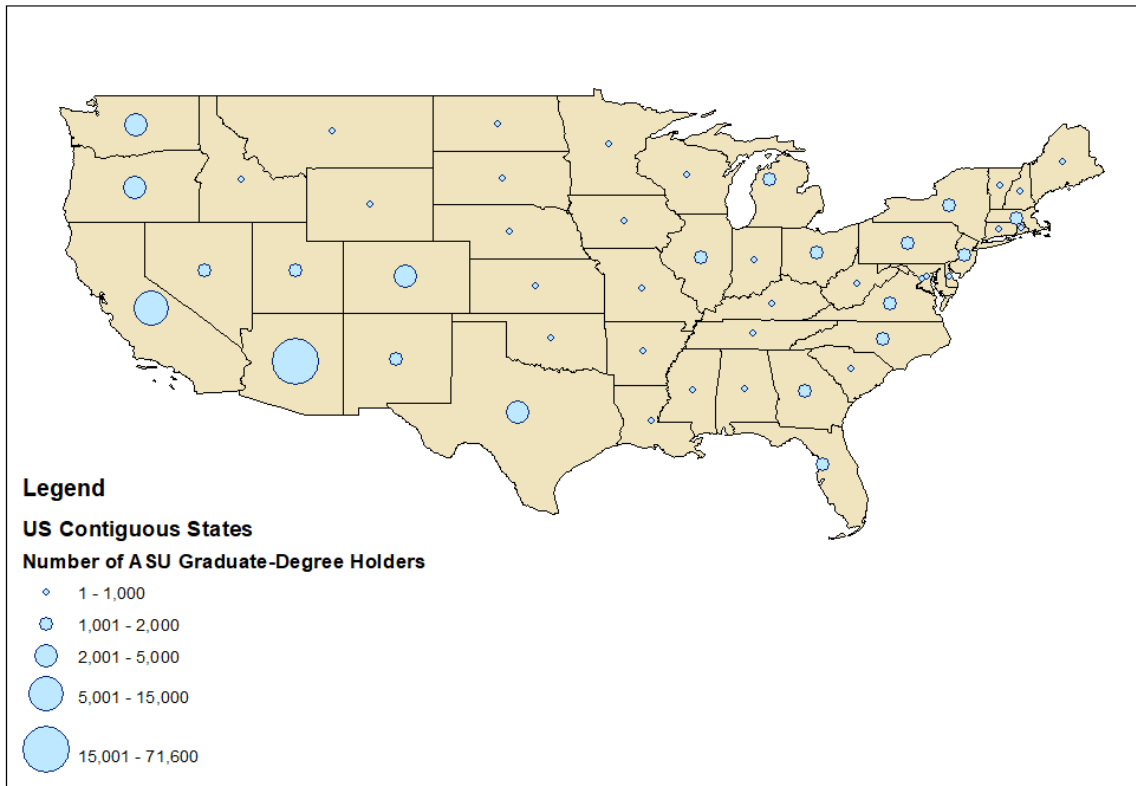 Legend
US Contiguous States
Number of ASU Graduate-Degree Holders
1 - 1,000
1,001 - 2,000
2,001 - 5,000
5,001 - 15,000
15,001 - 71,600